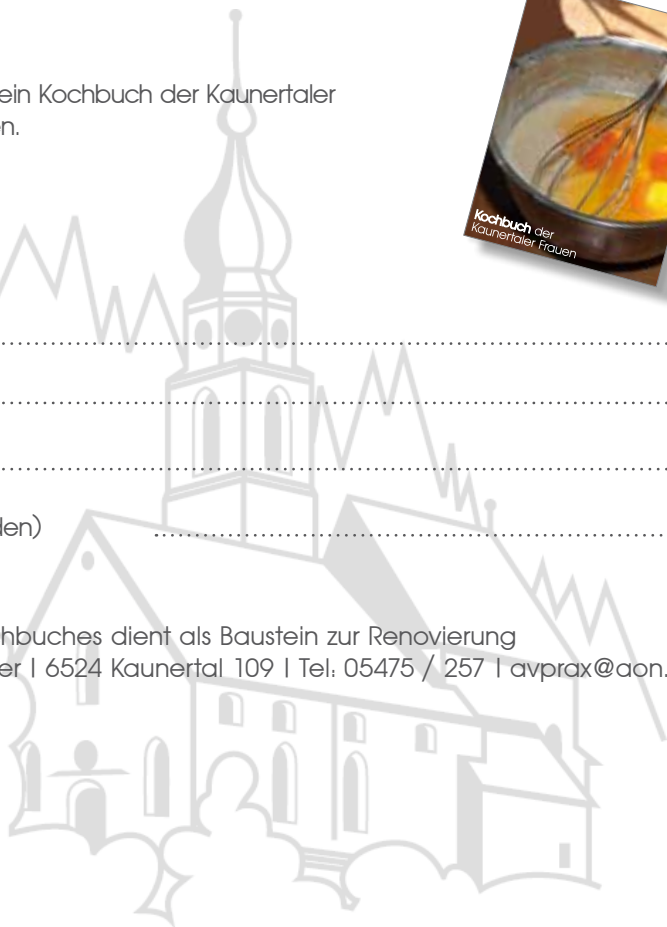 ein Kochbuch der Kaunertaler
n.
Kochbuch der
Kaunertaler Frauen
den)
hbuches dient als Baustein zur Renovierung
er | 6524 Kaunertal 109 | Tel: 05475 / 257 | avprax@aon.